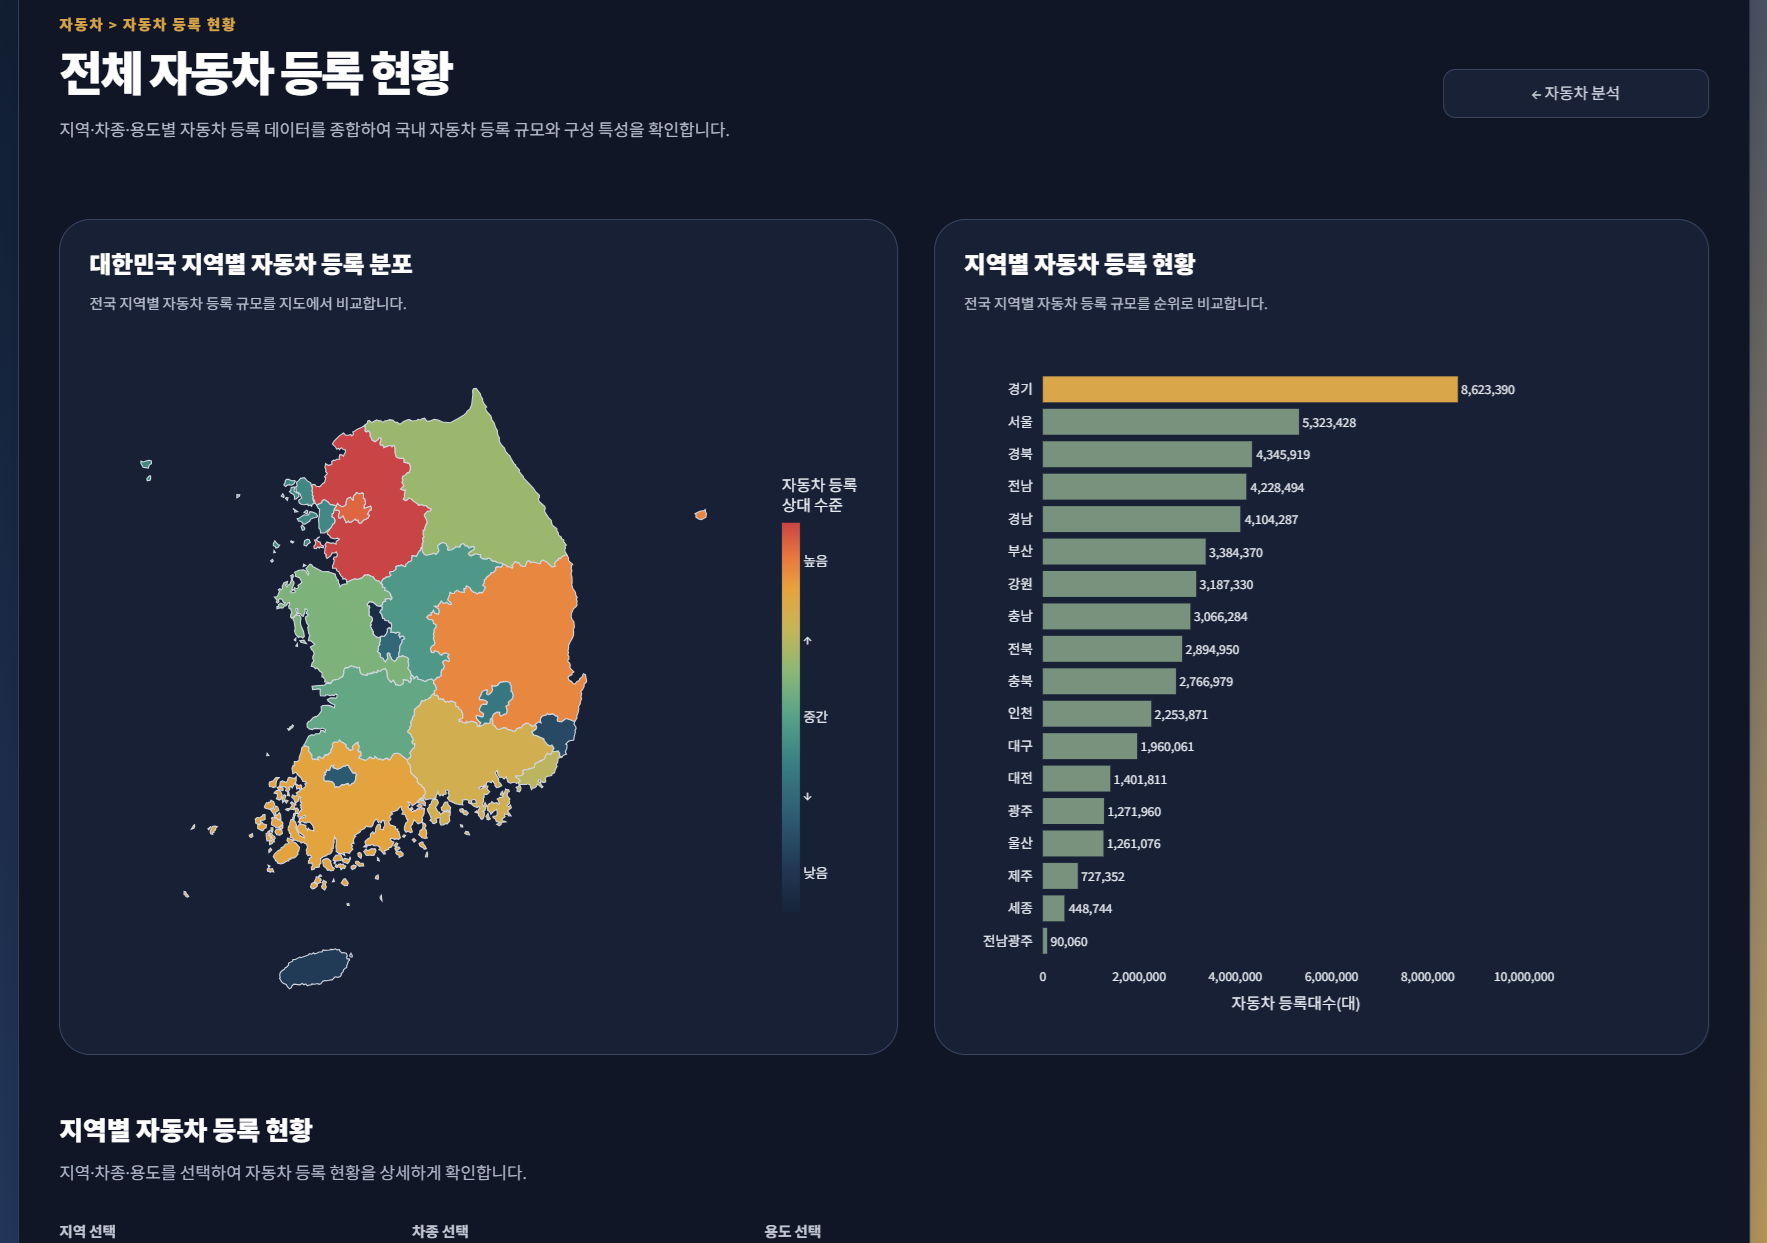 자동차 > 자동차 등록 현황
전체 자동차 등록 현황
← 자동차 분석
지역·차종·용도별 자동차 등록 데이터를 종합하여 국내 자동차 등록 규모와 구성 특성을 확인합니다.
대한민국 지역별 자동차 등록 분포
전국 지역별 자동차 등록 규모를 지도에서 비교합니다.
자동차 등록
상대 수준
높음
↑
중간
↓
낮음
지역별 자동차 등록 현황
전국 지역별 자동차 등록 규모를 순위로 비교합니다.
경기 8,623,390
서울 5,323,428
경북 4,345,919
전남 4,228,494
경남 4,104,287
부산 3,384,370
강원 3,187,330
충남 3,066,284
전북 2,894,950
충북 2,766,979
인천 2,253,871
대구 1,960,061
대전 1,401,811
광주 1,271,960
울산 1,261,076
제주 727,352
세종 448,744
전남광주 90,060
0 2,000,000 4,000,000 6,000,000 8,000,000 10,000,000
자동차 등록대수(대)
지역별 자동차 등록 현황
지역·차종·용도를 선택하여 자동차 등록 현황을 상세하게 확인합니다.
지역 선택 차종 선택 용도 선택